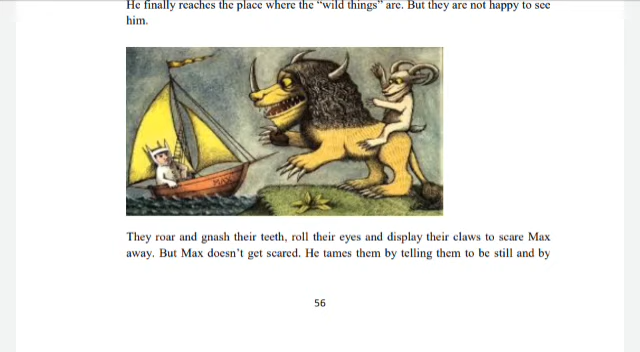 He finally reaches the place where the “wild things” are. But they are not happy to see
him.
MAX
They roar and gnash their teeth, roll their eyes and display their claws to scare Max
away. But Max doesn’t get scared. He tames them by telling them to be still and by
56